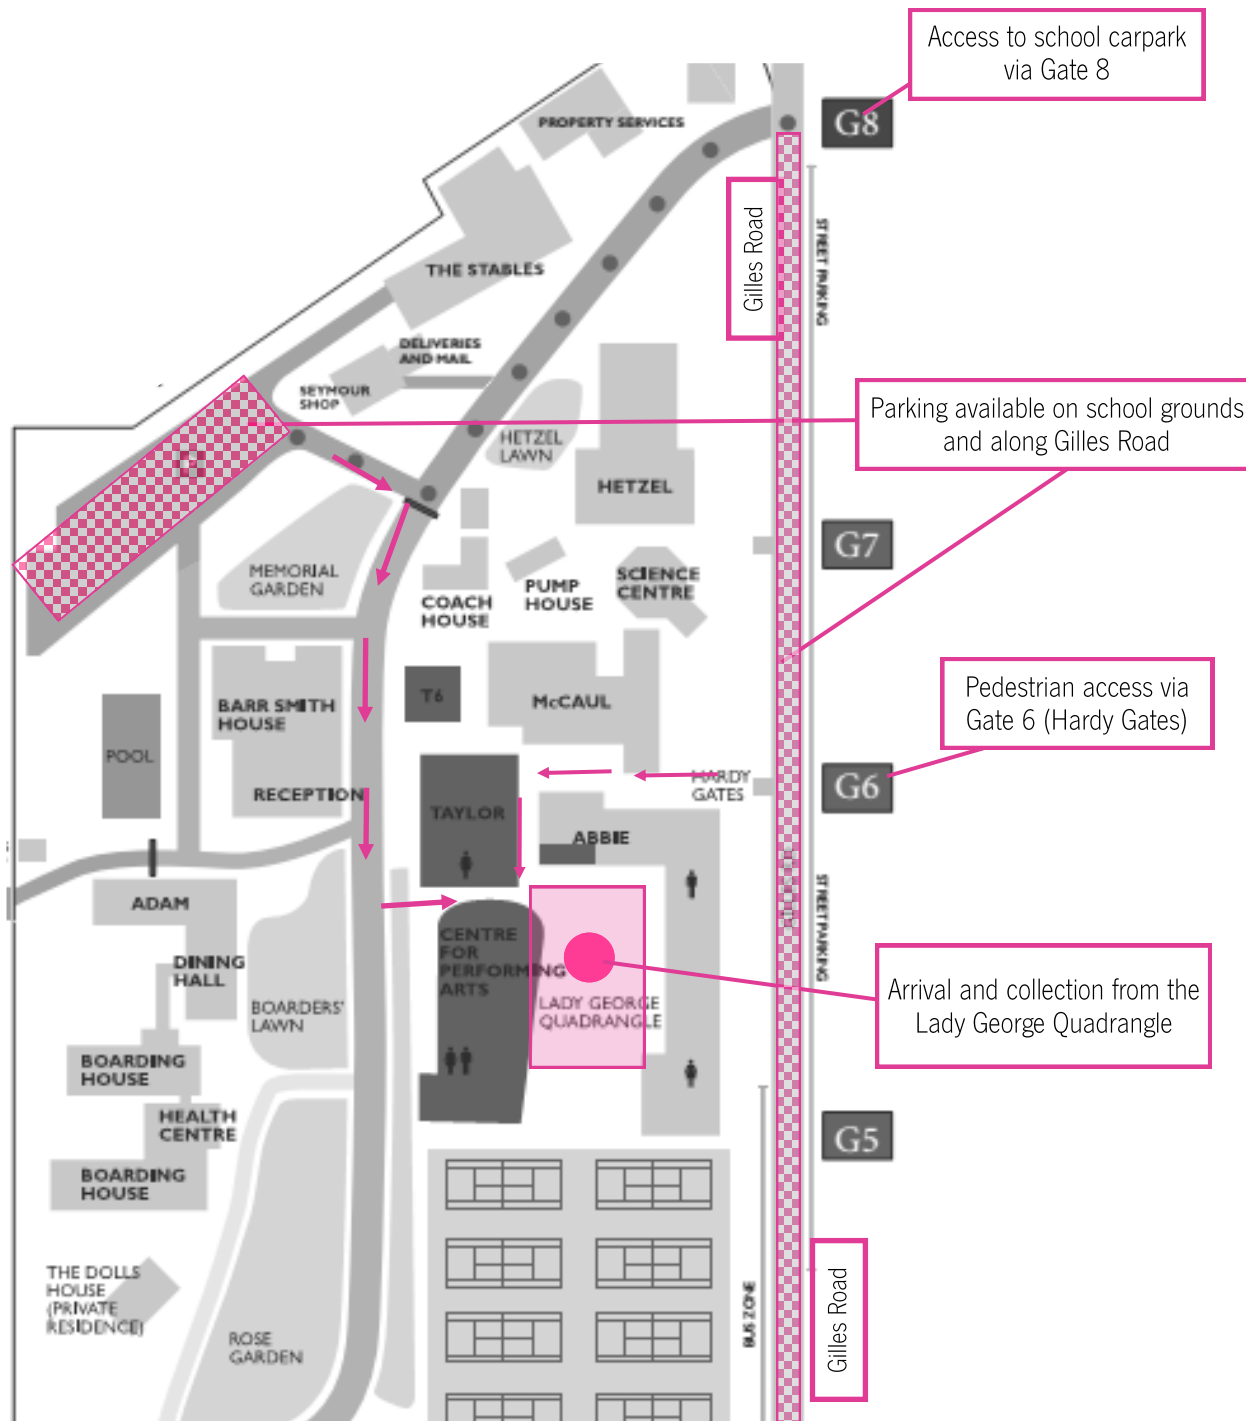 Access to school carpark
via Gate 8
G8
PROPERTY SERVICES
Gilles Road
STREET PARKING
THE STABLES
DELIVERIES
AND MAIL
SEYMOUR
SHOP
Parking available on school grounds
and along Gilles Road
HETZEL
LAWN
HETZEL
G7
MEMORIAL
GARDEN
COACH
HOUSE
PUMP
HOUSE
SCIENCE
CENTRE
Pedestrian access via
Gate 6 (Hardy Gates)
BARR SMITH
HOUSE
T6
McCAUL
POOL
RECEPTION
HARDY
GATES
G6
TAYLOR
ABBIE
ADAM
STREET PARKING
CENTRE
FOR
PERFORMING
ARTS
DINING
HALL
BOARDERS'
LAWN
LADY GEORGE
QUADRANGLE
Arrival and collection from the
Lady George Quadrangle
BOARDING
HOUSE
HEALTH
CENTRE
G5
BOARDING
HOUSE
THE DOLLS
HOUSE
(PRIVATE
RESIDENCE)
ROSE
GARDEN
BUS ZONE
Gilles Road